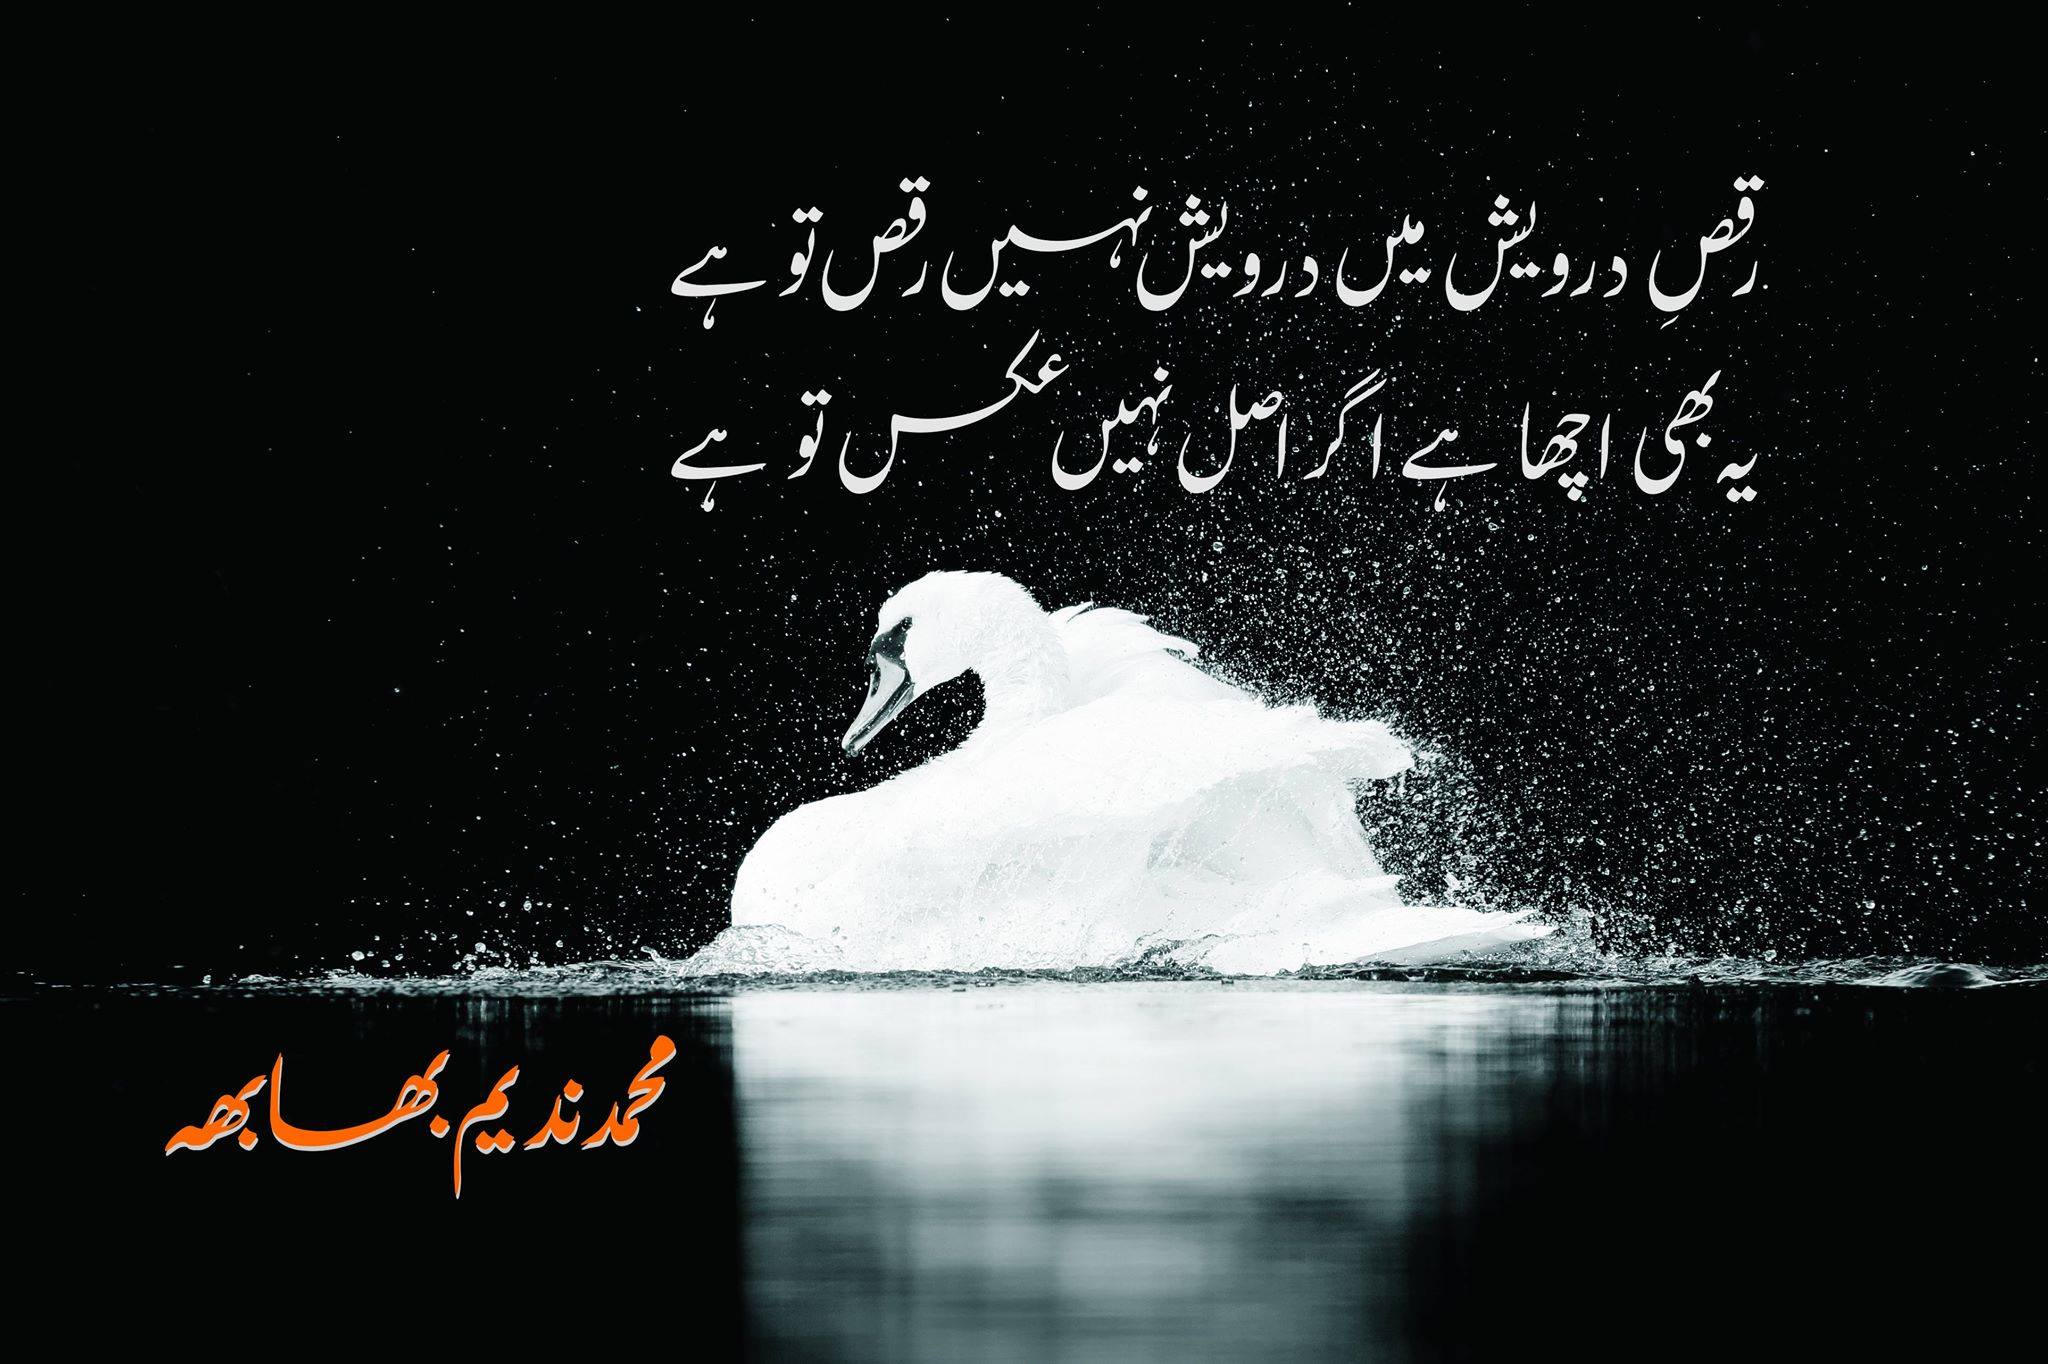 رقصِ درویش میں درویش نہیں رقص تو ہے
یہ بھی اچھا ہے اگر اصل نہیں عکس تو ہے
محمد ندیم بھابھہ